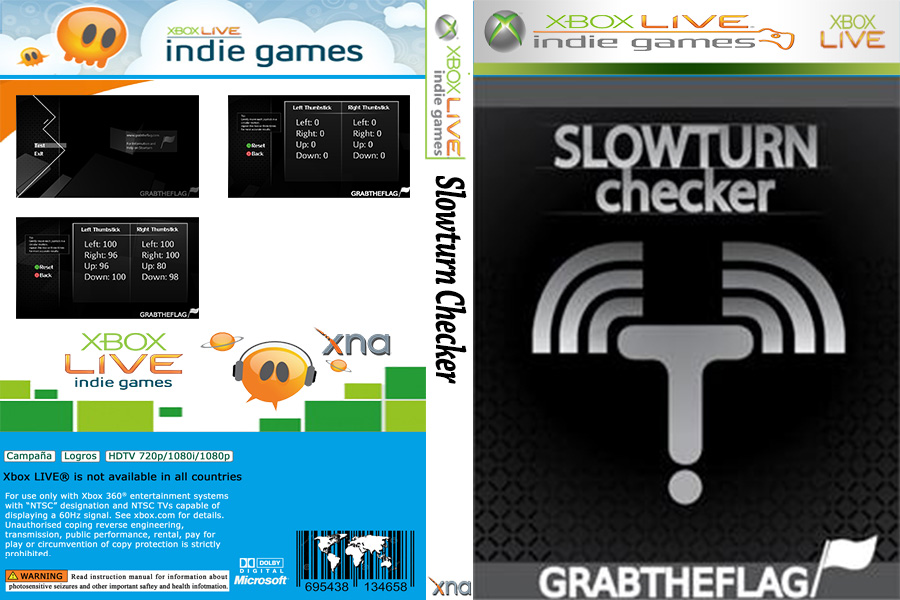 XBOX LIVE
indie games
Test
Exit
www.grabtheflag.com
GRABTHEFLAG
Left Thumbstick Right Thumbstick
Left: 0 Left: 0
Right: 0 Right: 0
Up: 0 Up: 0
Down: 0 Down: 0
Reset
Back
GRABTHEFLAG
Left Thumbstick Right Thumbstick
Left: 100 Left: 100
Right: 96 Right: 100
Up: 96 Up: 80
Down: 100 Down: 98
Reset
Back
GRABTHEFLAG
XBOX
LIVE
indie games
xna
Campaña Logros HDTV 720p/1080i/1080p
Xbox LIVE® is not available in all countries
For use only with Xbox 360® entertainment systems
with “NTSC” designation and NTSC TVs capable of
displaying a 60Hz signal. See xbox.com for details.
Unauthorised coping reverse engineering,
transmission, public performance, rental, pay for
play or circumvention of copy protection is strictly
prohibited.
WARNING Read instruction manual for information about
photosensitive seizures and other important saftey and health infotmation.
DOLBY
DIGITAL
Microsoft
695438 134658
XBOX LIVE
indie games
Slowturn Checker
xna
XBOX LIVE
indie games
XBOX
LIVE
SLOWTURN
checker
GRABTHEFLAG